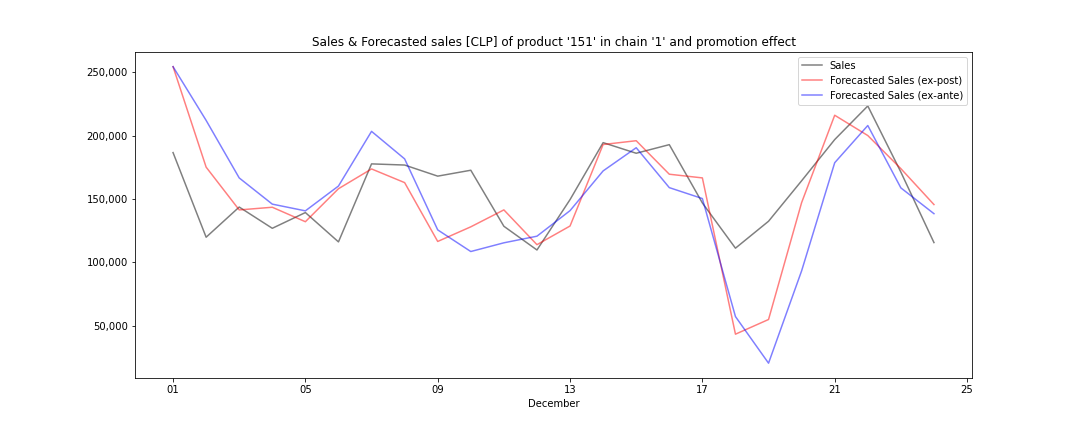 Sales & Forecasted sales [CLP] of product '151' in chain '1' and promotion effect
Sales
Forecasted Sales (ex-post)
Forecasted Sales (ex-ante)
250,000
200,000
150,000
100,000
50,000
01 05 09 13 17 21 25
December